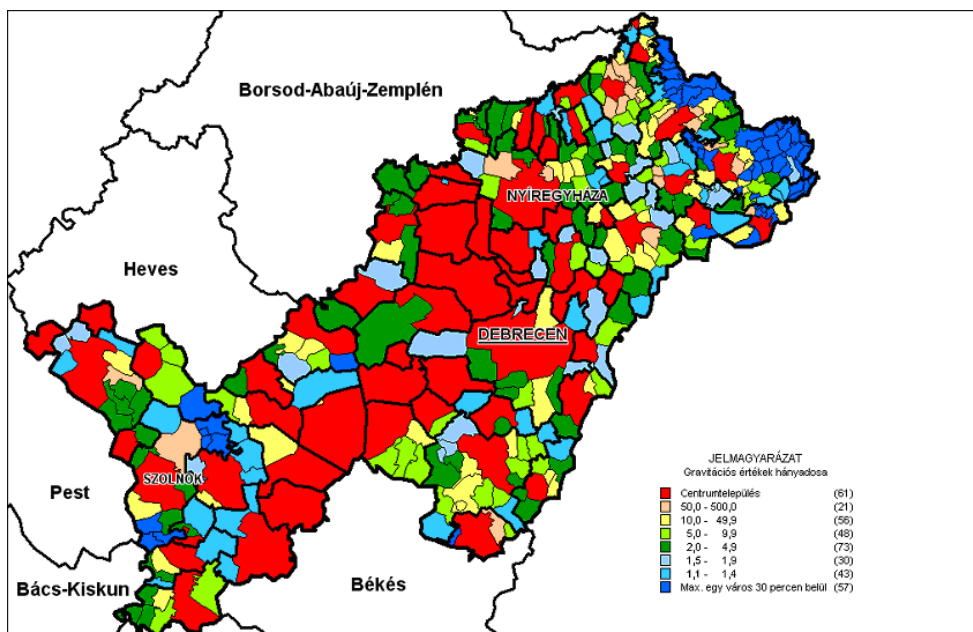 Borsod-Abaúj-Zemplén
NYÍREGYHÁZA
Heves
DEBRECEN
SZOLNOK
Pest
Bács-Kiskun
Békés
JELMAGYARÁZAT
Gravitációs értékek hányadosa
Centrumtelepülés (61)
50,0 - 500,0 (21)
10,0 - 49,9 (56)
5,0 - 9,9 (48)
2,0 - 4,9 (73)
1,5 - 1,9 (30)
1,1 - 1,4 (43)
Max. egy város 30 percen belül (57)